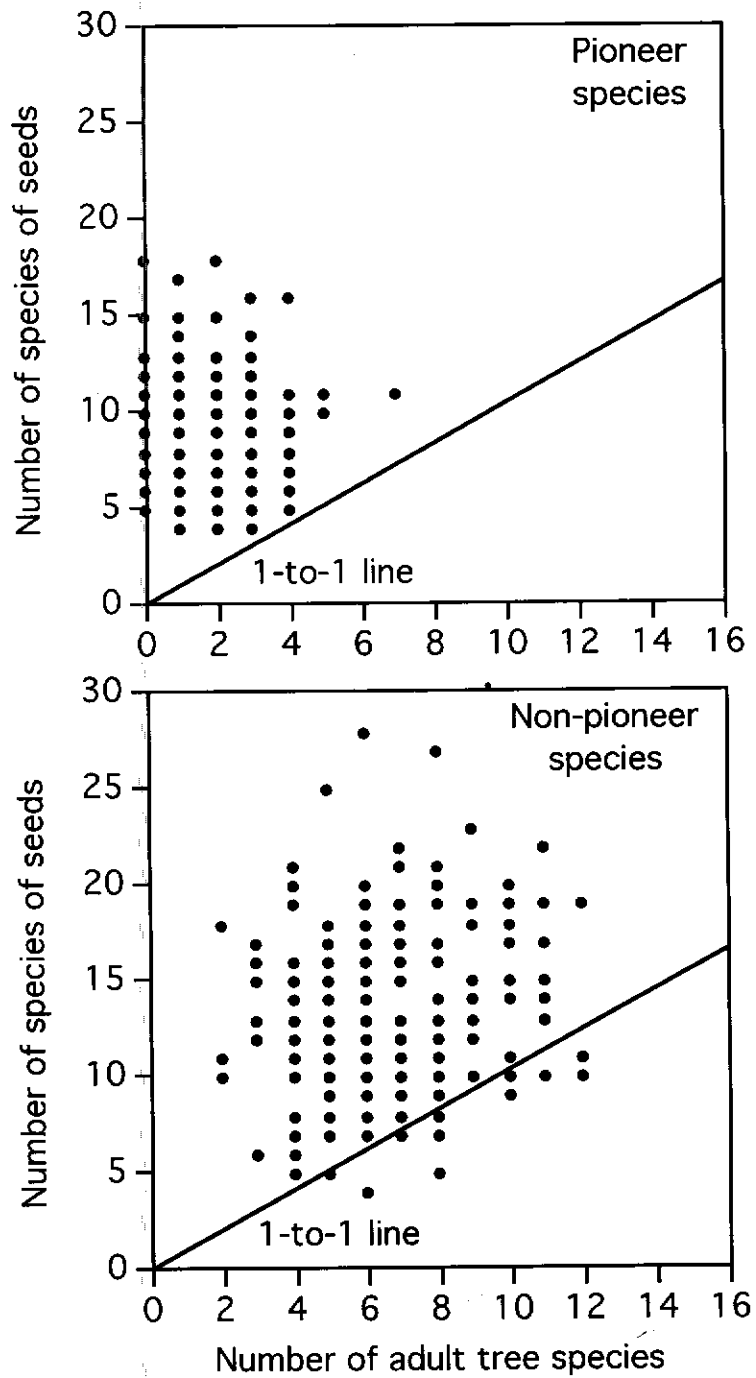 30
25
20
15
10
5
0
Number of species of seeds
Pioneer
species
1-to-1 line
0 2 4 6 8 10 12 14 16
30
25
20
15
10
5
0
Number of species of seeds
Non-pioneer
species
1-to-1 line
0 2 4 6 8 10 12 14 16
Number of adult tree species